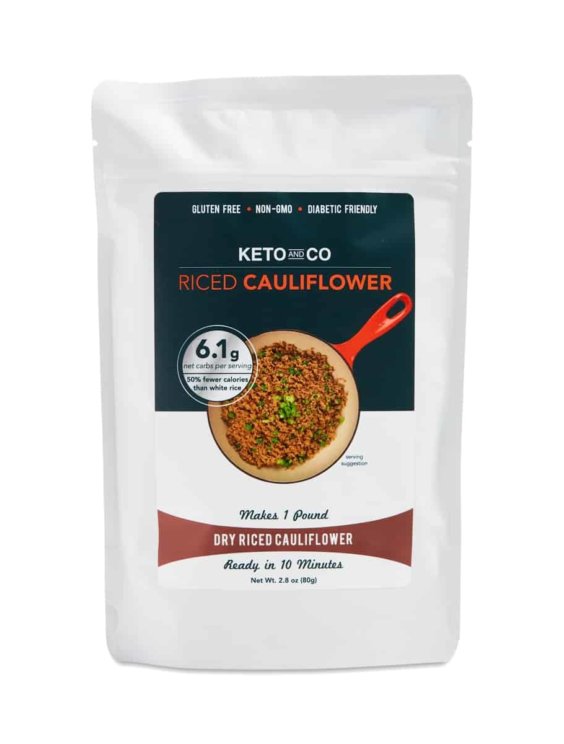 GLUTEN FREE • NON-GMO • DIABETIC FRIENDLY
KETO AND CO
RICED CAULIFLOWER
6.1g
net carbs per serving
50% fewer calories
than white rice
serving
suggestion
Makes 1 Pound
DRY RICED CAULIFLOWER
Ready in 10 Minutes
Net Wt. 2.8 oz (80g)